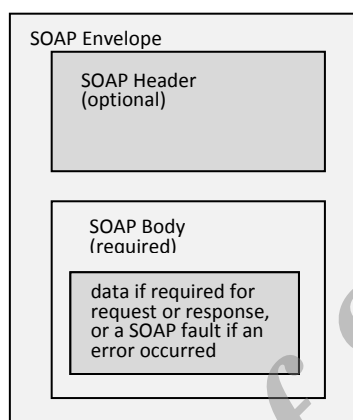 SOAP Envelope
SOAP Header
(optional)
SOAP Body
(required)
data if required for
request or response,
or a SOAP fault if an
error occurred